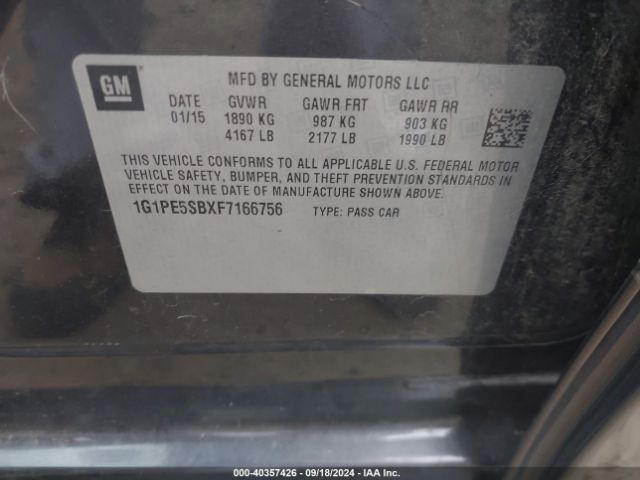 GM
MFD BY GENERAL MOTORS LLC
DATE GVWR GAWR FRT GAWR RR
01/15 1890 KG 987 KG 903 KG
4167 LB 2177 LB 1990 LB
THIS VEHICLE CONFORMS TO ALL APPLICABLE U.S. FEDERAL MOTOR
VEHICLE SAFETY, BUMPER, AND THEFT PREVENTION STANDARDS IN
EFFECT ON THE DATE OF MANUFACTURE SHOWN ABOVE.
1G1PE5SBXF7166756 TYPE: PASS CAR
000-40357426 - 09/18/2024 - IAA Inc.